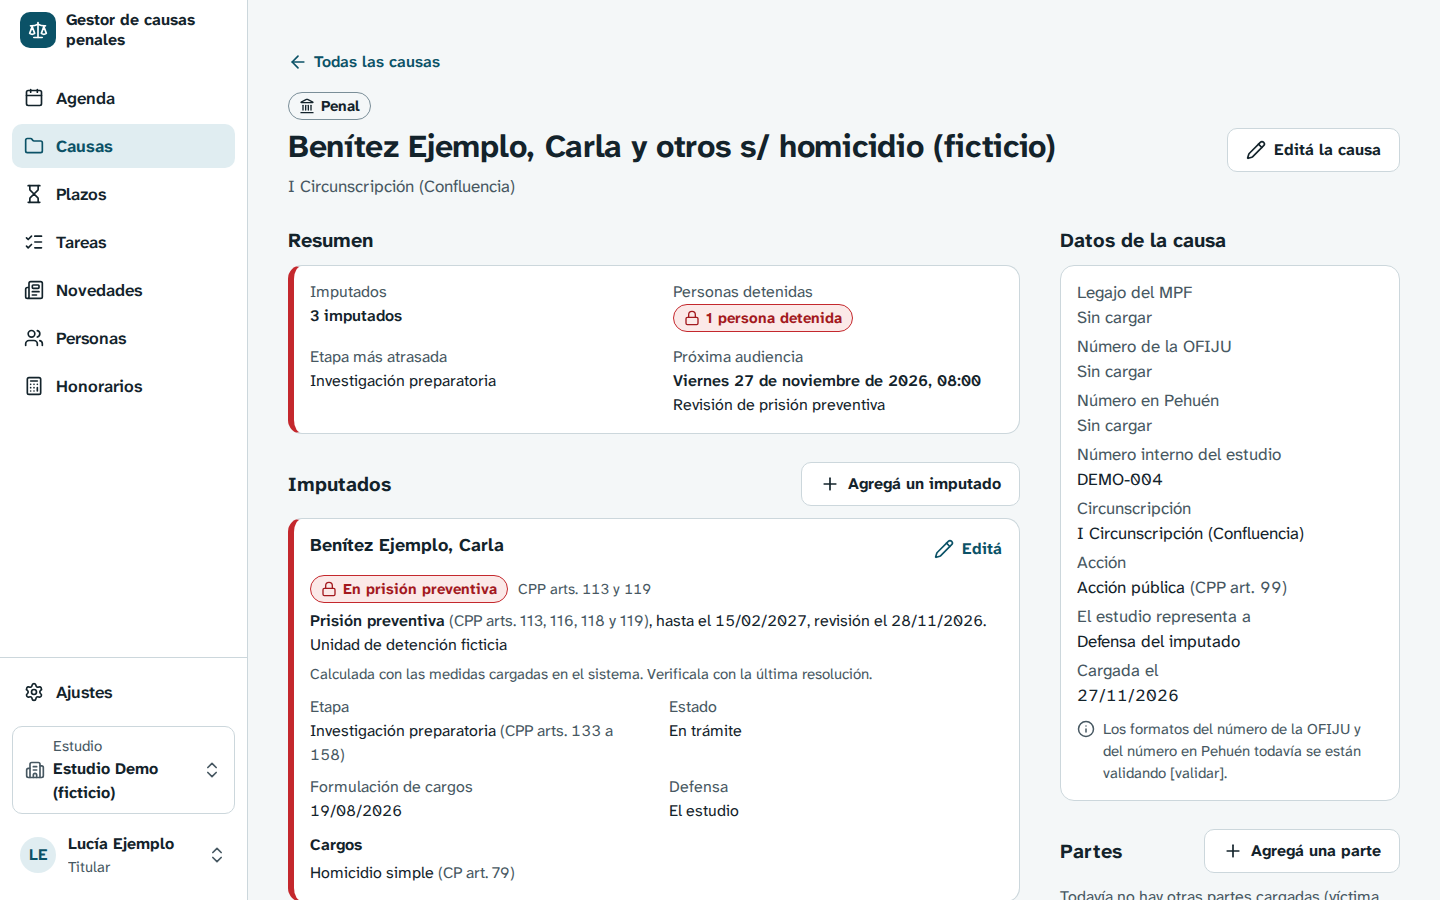 Gestor de causas
penales
Agenda
Causas
Plazos
Tareas
Novedades
Personas
Honorarios
Ajustes
Estudio
Estudio Demo
(ficticio)
LE
Lucía Ejemplo
Titular
Todas las causas
Penal
Benítez Ejemplo, Carla y otros s/ homicidio (ficticio)
I Circunscripción (Confluencia)
Editá la causa
Resumen
Imputados
3 imputados
Personas detenidas
1 persona detenida
Etapa más atrasada
Investigación preparatoria
Próxima audiencia
Viernes 27 de noviembre de 2026, 08:00
Revisión de prisión preventiva
Imputados
Agregá un imputado
Benítez Ejemplo, Carla
Editá
En prisión preventiva
CPP arts. 113 y 119
Prisión preventiva (CPP arts. 113, 116, 118 y 119), hasta el 15/02/2027, revisión el 28/11/2026.
Unidad de detención ficticia
Calculada con las medidas cargadas en el sistema. Verificala con la última resolución.
Etapa
Investigación preparatoria (CPP arts. 133 a
158)
Estado
En trámite
Formulación de cargos
19/08/2026
Defensa
El estudio
Cargos
Homicidio simple (CP art. 79)
Datos de la causa
Legajo del MPF
Sin cargar
Número de la OFIJU
Sin cargar
Número en Pehuén
Sin cargar
Número interno del estudio
DEMO-004
Circunscripción
I Circunscripción (Confluencia)
Acción
Acción pública (CPP art. 99)
El estudio representa a
Defensa del imputado
Cargada el
27/11/2026
Los formatos del número de la OFIJU y
del número en Pehuén todavía se están
validando [validar].
Partes
Agregá una parte
Todavía no hay otras partes cargadas (víctima,